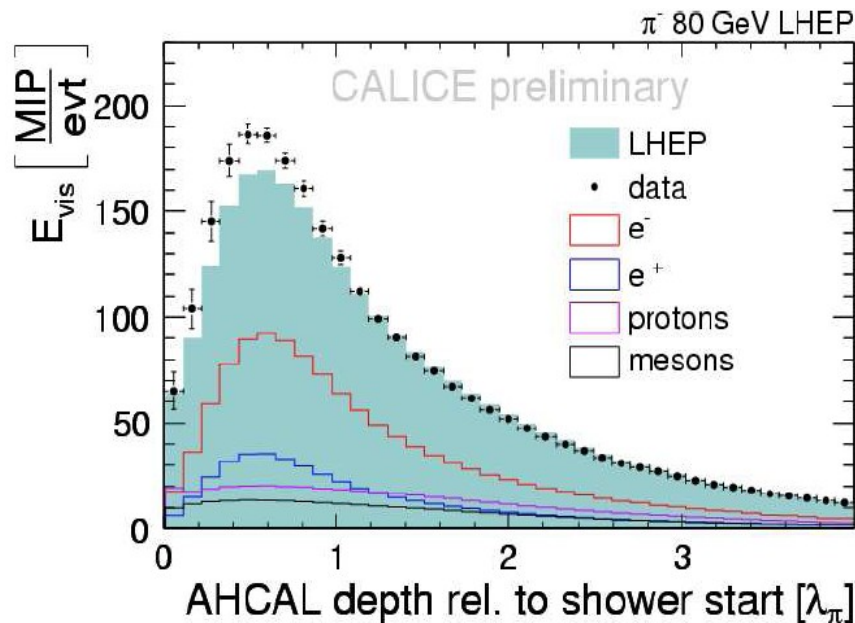 π⁻ 80 GeV LHEP
CALICE preliminary
E_vis [MIP/evt]
200
150
100
50
0
LHEP
data
e⁻
e⁺
protons
mesons
0 1 2 3
AHCAL depth rel. to shower start [λ_π]